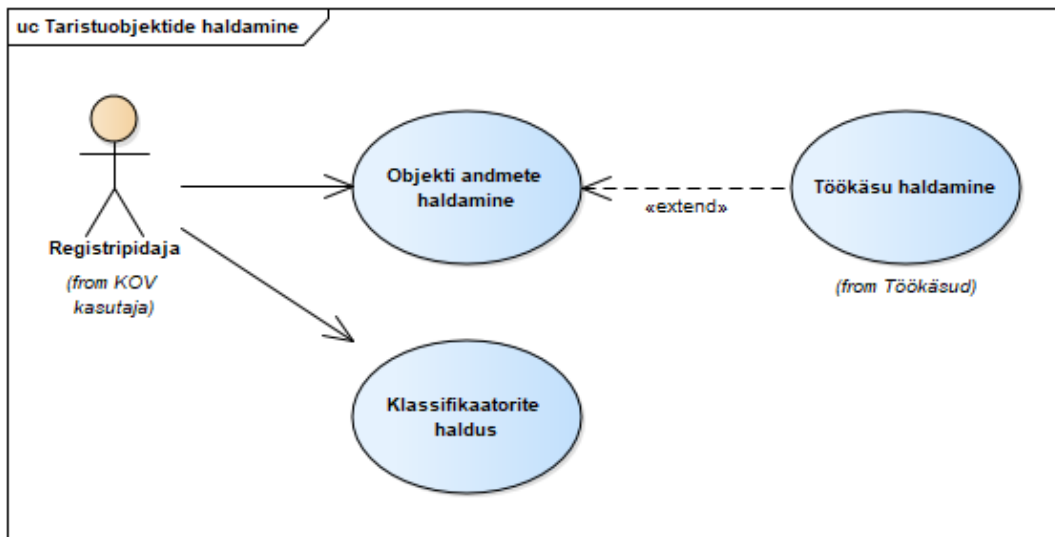 uc Taristuobjektide haldamine
Registripidaja
(from KOV
kasutaja)
Objekti andmete
haldamine
«extend»
Töökäsu haldamine
(from Töökäsud)
Klassifikaatorite
haldus